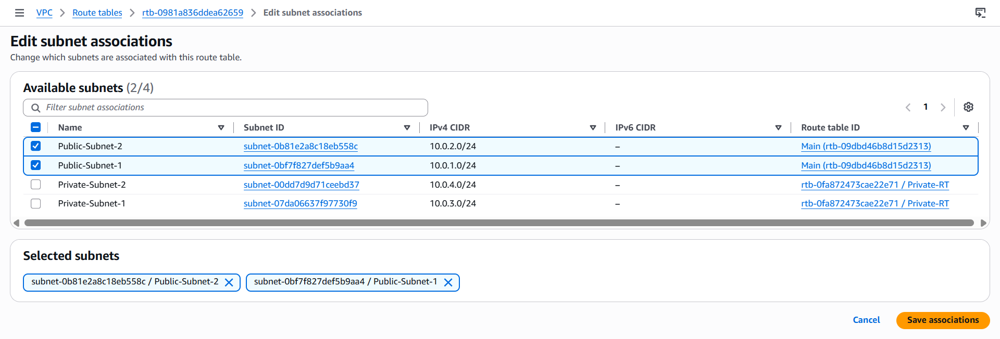 VPC > Route tables > rtb-0981a836ddea62659 > Edit subnet associations
Edit subnet associations
Change which subnets are associated with this route table.
Available subnets (2/4)
Filter subnet associations
1
Name Subnet ID IPv4 CIDR IPv6 CIDR Route table ID
Public-Subnet-2 subnet-0b81e2a8c18eb558c 10.0.2.0/24 – Main (rtb-09dbd46b8d15d2313)
Public-Subnet-1 subnet-0bf7f827def5b9aa4 10.0.1.0/24 – Main (rtb-09dbd46b8d15d2313)
Private-Subnet-2 subnet-00dd7d9d71ceebd37 10.0.4.0/24 – rtb-0fa872473cae22e71 / Private-RT
Private-Subnet-1 subnet-07da06637f97730f9 10.0.3.0/24 – rtb-0fa872473cae22e71 / Private-RT
Selected subnets
subnet-0b81e2a8c18eb558c / Public-Subnet-2 subnet-0bf7f827def5b9aa4 / Public-Subnet-1
Cancel Save associations